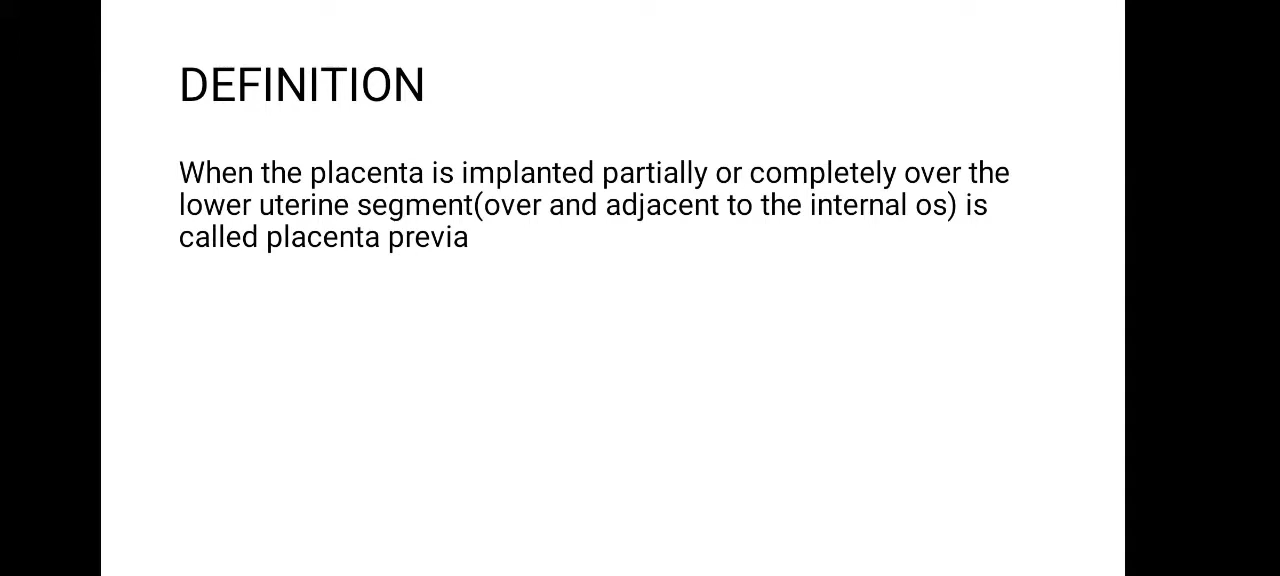 DEFINITION
When the placenta is implanted partially or completely over the
lower uterine segment(over and adjacent to the internal os) is
called placenta previa